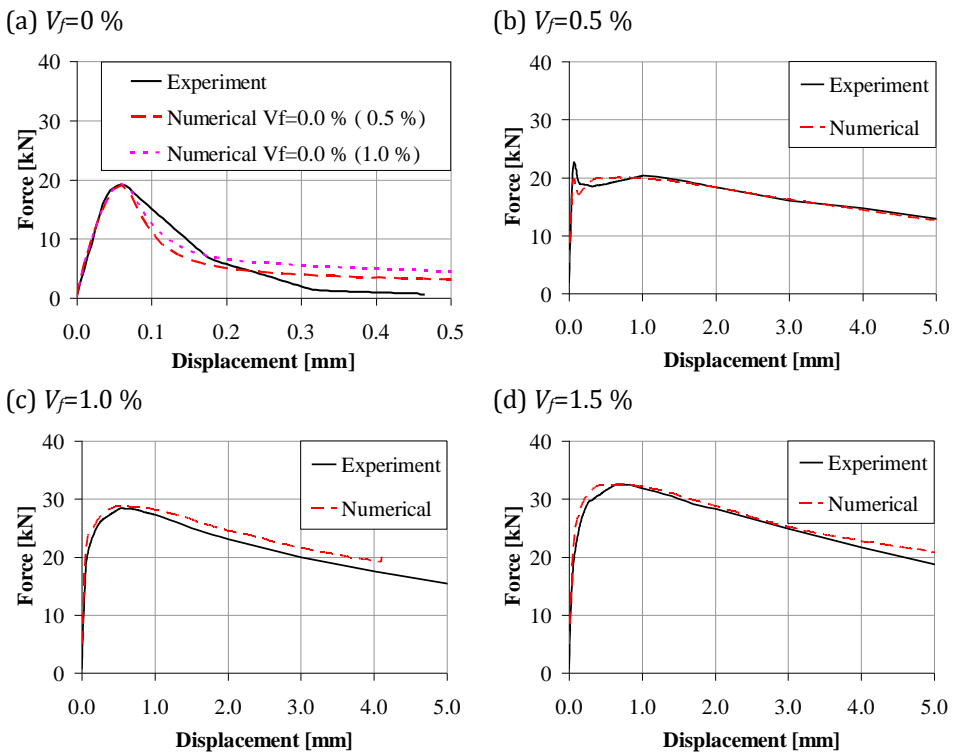 (a) Vf=0 %
40
30
20
10
0
Force [kN]
Experiment
Numerical Vf=0.0 % ( 0.5 %)
Numerical Vf=0.0 % (1.0 %)
0.0 0.1 0.2 0.3 0.4 0.5
Displacement [mm]
(b) Vf=0.5 %
40
30
20
10
0
Force [kN]
Experiment
Numerical
0.0 1.0 2.0 3.0 4.0 5.0
Displacement [mm]
(c) Vf=1.0 %
40
30
20
10
0
Force [kN]
Experiment
Numerical
0.0 1.0 2.0 3.0 4.0 5.0
Displacement [mm]
(d) Vf=1.5 %
40
30
20
10
0
Force [kN]
Experiment
Numerical
0.0 1.0 2.0 3.0 4.0 5.0
Displacement [mm]